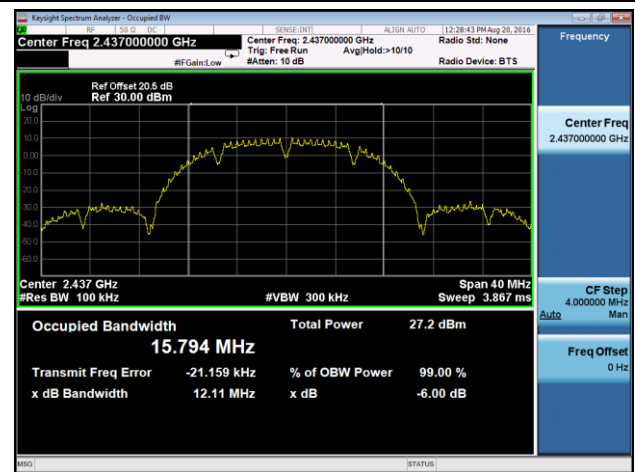 Keysight Spectrum Analyzer - Occupied BW
RF 50 Ω DC SENSE:INT ALIGN AUTO 12:28:43 PM Aug 20, 2016
Center Freq 2.437000000 GHz
Center Freq: 2.437000000 GHz
Radio Std: None
Trig: Free Run Avg|Hold:>10/10
#IFGain:Low #Atten: 10 dB Radio Device: BTS
Frequency
Ref Offset 20.5 dB
10 dB/div Ref 30.00 dBm
Log
20.0
10.0
0.00
-10.0
-20.0
-30.0
-40.0
-50.0
-60.0
Center Freq
2.437000000 GHz
Center 2.437 GHz Span 40 MHz
#Res BW 100 kHz #VBW 300 kHz Sweep 3.867 ms
CF Step
4.000000 MHz
Auto Man
Occupied Bandwidth Total Power 27.2 dBm
15.794 MHz
Transmit Freq Error -21.159 kHz % of OBW Power 99.00 %
x dB Bandwidth 12.11 MHz x dB -6.00 dB
Freq Offset
0 Hz
MSG STATUS